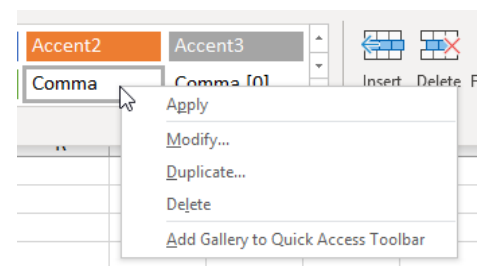 Accent2 Accent3
Comma Comma [0]
Insert Delete F
Apply
Modify...
Duplicate...
Delete
Add Gallery to Quick Access Toolbar